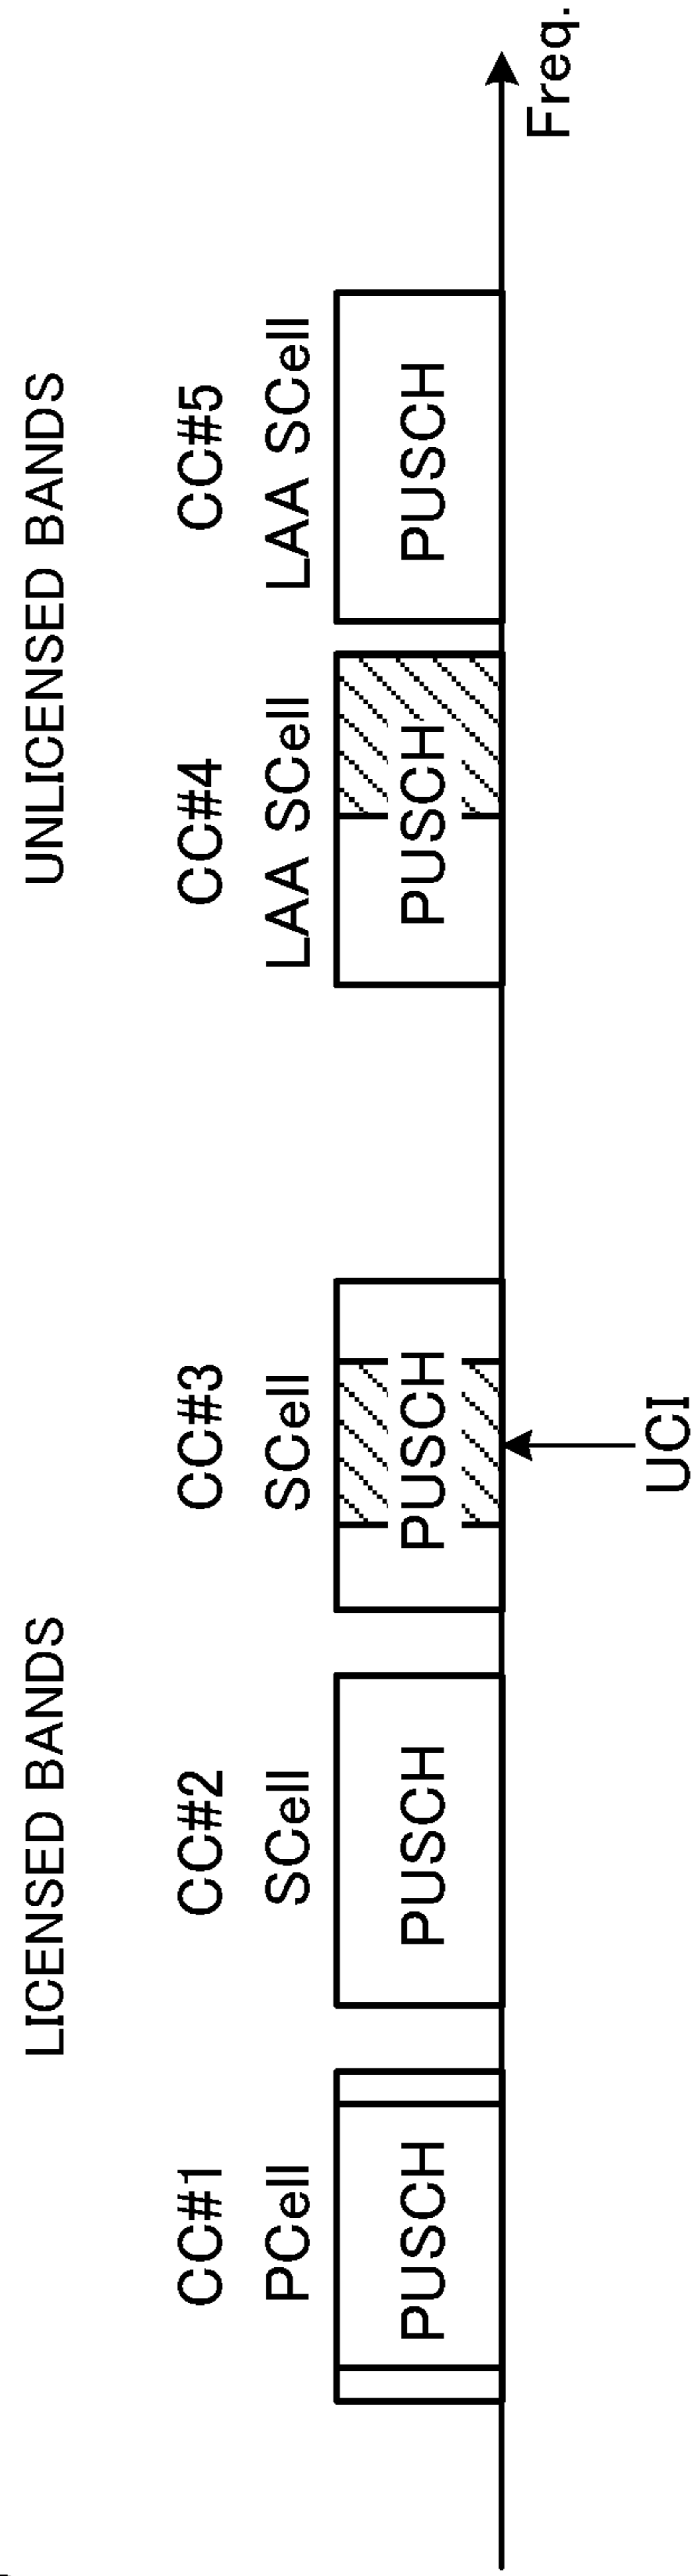 LICENSED BANDS
UNLICENSED BANDS
CC#1
CC#2
CC#3
CC#4
CC#5
PCell
SCell
SCell
LAA SCell
LAA SCell
PUSCH
PUSCH
PUSCH
PUSCH
PUSCH
Freq.
UCI